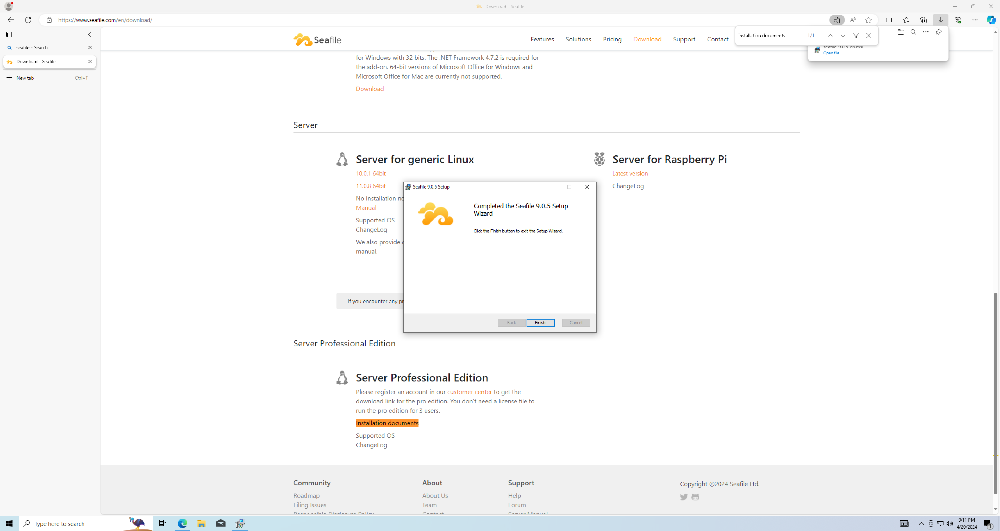 Download - Seafile
https://www.seafile.com/en/download/
seafile - Search
Download - Seafile
New tab
Ctrl+T
Seafile
Features
Solutions
Pricing
Download
Support
Contact
installation documents
1/1
seafile-9.0.5-en.msi
Open file
for Windows with 32 bits. The .NET Framework 4.7.2 is required for
the add-on. 64-bit versions of Microsoft Office for Windows and
Microsoft Office for Mac are currently not supported.
Download
Server
Server for generic Linux
10.0.1 64bit
11.0.8 64bit
No installation ne
Manual
Supported OS
ChangeLog
We also provide
manual.
Server for Raspberry Pi
Latest version
ChangeLog
Seafile 9.0.5 Setup
Completed the Seafile 9.0.5 Setup
Wizard
Click the Finish button to exit the Setup Wizard.
Back
Finish
Cancel
If you encounter any pr
Server Professional Edition
Server Professional Edition
Please register an account in our customer center to get the
download link for the pro edition. You don't need a license file to
run the pro edition for 3 users.
Installation documents
Supported OS
ChangeLog
Community
Roadmap
Filing Issues
Responsible Disclosure Policy
About
About Us
Team
Contact
Support
Help
Forum
Server Manual
Copyright ©2024 Seafile Ltd.
Type here to search
9:11 PM
4/20/2024
1